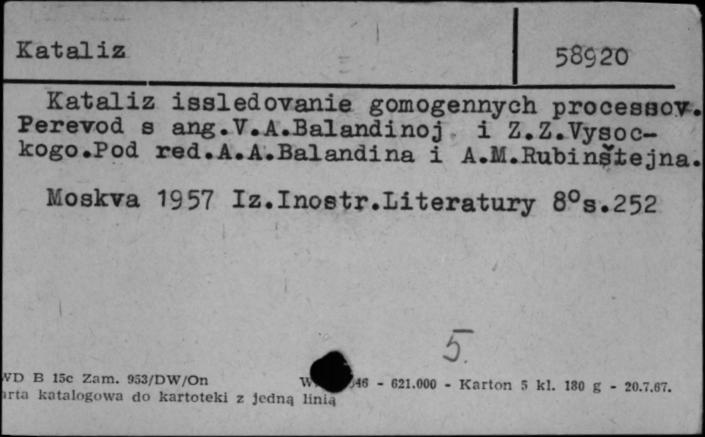 Kataliz
58920
Kataliz issledovanie gomogennych processov.
Perevod s ang.V.A.Balandinoj i Z.Z.Vysoc-
kogo.Pod red.A.A.Balandina i A.M.Rubinštejna.
Moskva 1957 Iz.Inostr.Literatury 8°s.252
5.
WD B 15c Zam. 953/DW/On W 46 - 621.000 - Karton 5 kl. 180 g - 20.7.67.
arta katalogowa do kartoteki z jedną linią